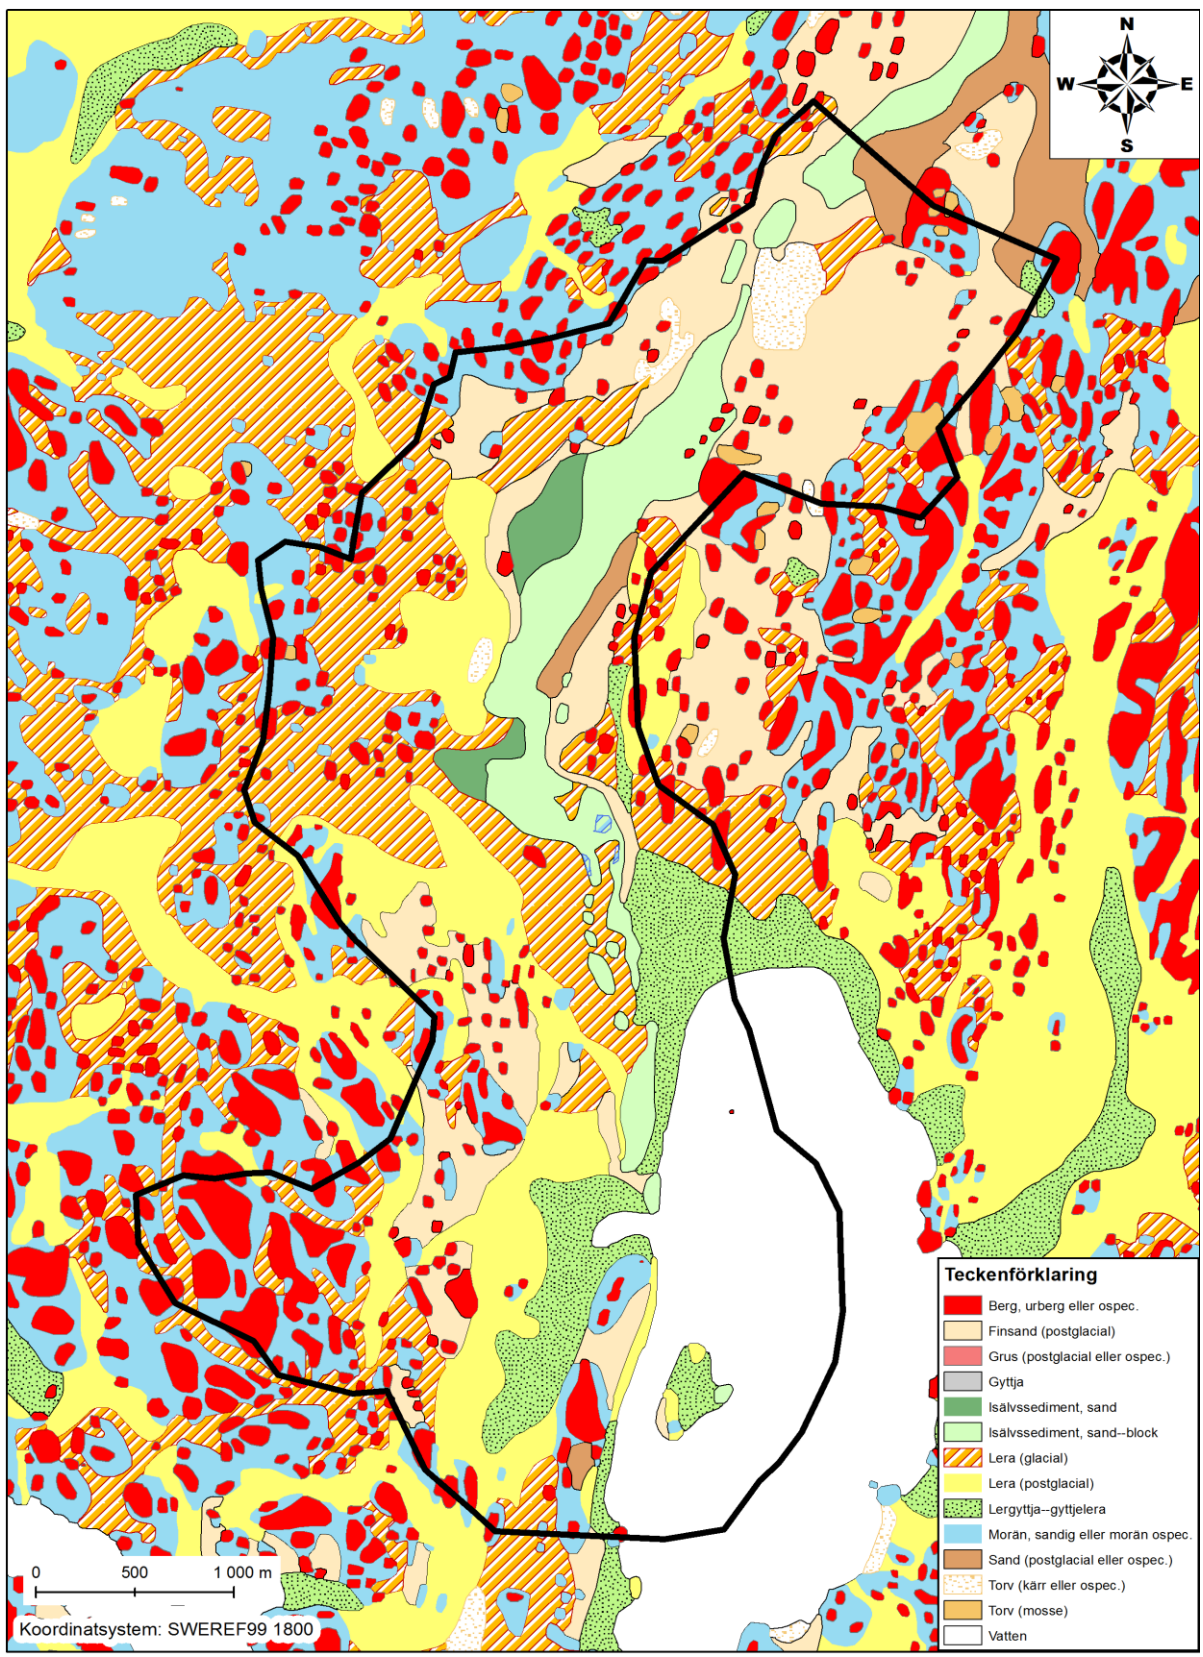 N
W E
S
Teckenförklaring
Berg, urberg eller ospec.
Finsand (postglacial)
Grus (postglacial eller ospec.)
Gyttja
Isälvssediment, sand
Isälvssediment, sand--block
Lera (glacial)
Lera (postglacial)
Lergyttja--gyttjelera
Morän, sandig eller morän ospec.
Sand (postglacial eller ospec.)
Torv (kärr eller ospec.)
Torv (mosse)
Vatten
0 500 1 000 m
Koordinatsystem: SWEREF99 1800